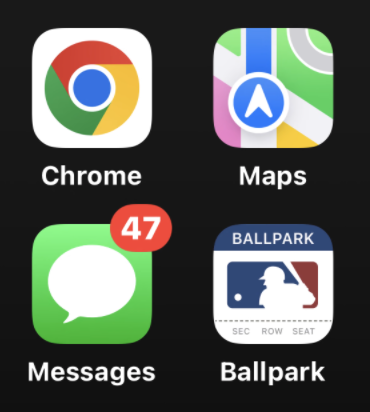 Chrome
Maps
47
BALLPARK
SEC ROW SEAT
Messages
Ballpark